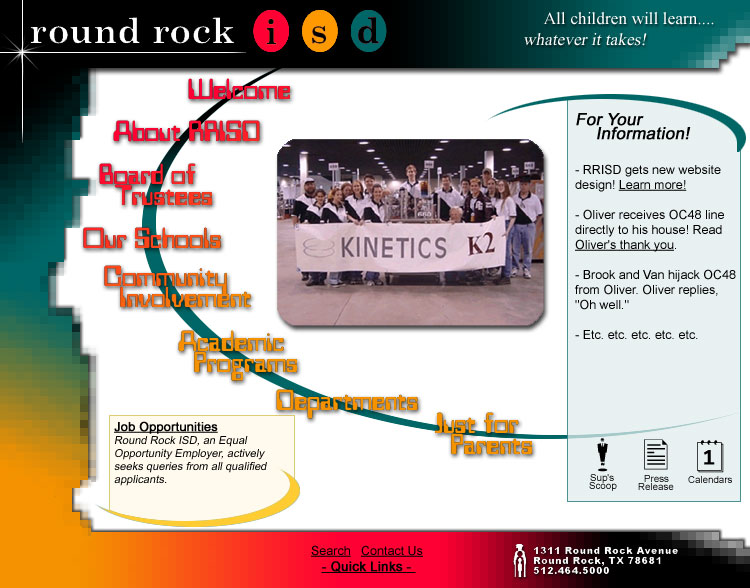 round rock i s d
All children will learn....
whatever it takes!
Welcome
About RRISD
Board of
Trustees
Our Schools
Community
Involvement
Academic
Programs
Departments
Just for
Parents
KINETICS K2
For Your
Information!
- RRISD gets new website
design! Learn more!
- Oliver receives OC48 line
directly to his house! Read
Oliver's thank you.
- Brook and Van hijack OC48
from Oliver. Oliver replies,
"Oh well."
- Etc. etc. etc. etc. etc.
Job Opportunities
Round Rock ISD, an Equal
Opportunity Employer, actively
seeks queries from all qualified
applicants.
Sup's
Scoop
Press
Release
1
Calendars
Search Contact Us
- Quick Links -
1311 Round Rock Avenue
Round Rock, TX 78681
512.464.5000